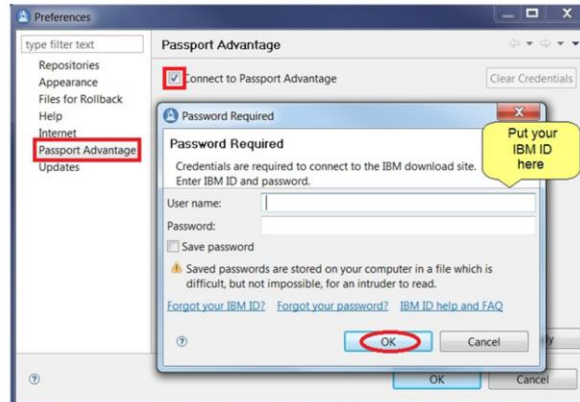 Preferences
type filter text
Passport Advantage
Repositories
Appearance
Files for Rollback
Help
Internet
Passport Advantage
Updates
Connect to Passport Advantage
Clear Credentials
Password Required
Put your
IBM ID
here
Password Required
Credentials are required to connect to the IBM download site.
Enter IBM ID and password.
User name:
Password:
Save password
Saved passwords are stored on your computer in a file which is
difficult, but not impossible, for an intruder to read.
Forgot your IBM ID? Forgot your password? IBM ID help and FAQ
OK Cancel
OK Cancel